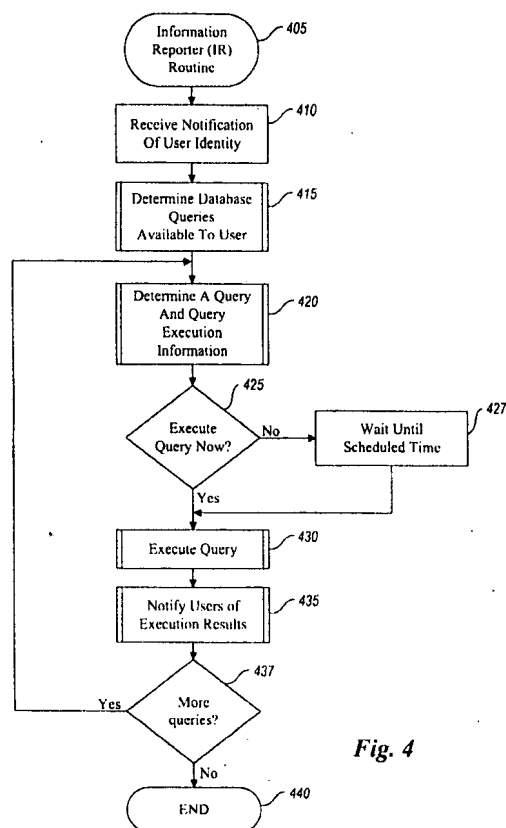 Information
Reporter (IR)
Routine
405
410
Receive Notification
Of User Identity
415
Determine Database
Queries
Available To User
420
Determine A Query
And Query
Execution
Information
425
Execute
Query Now?
No
427
Wait Until
Scheduled Time
Yes
430
Execute Query
435
Notify Users of
Execution Results
437
Yes
More
queries?
Fig. 4
No
440
END